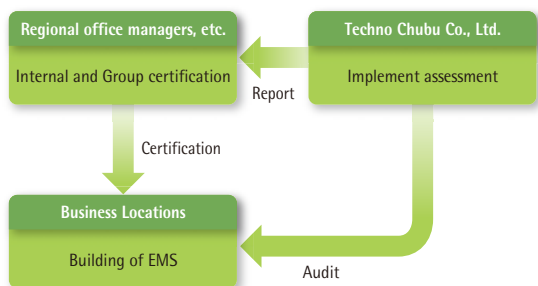 Regional office managers, etc.
Internal and Group certification
Techno Chubu Co., Ltd.
Implement assessment
Report
Certification
Business Locations
Building of EMS
Audit